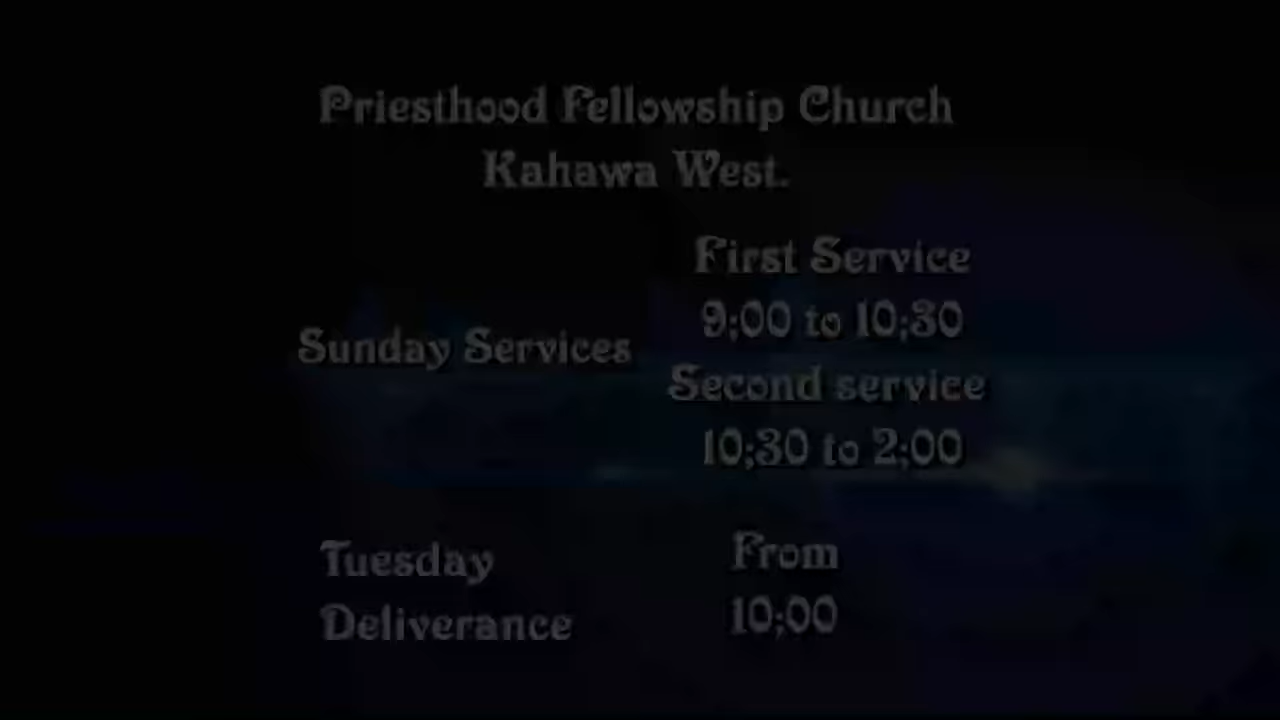 Priesthood Fellowship Church
Kahawa West.
Sunday Services
First Service
9;00 to 10;30
Second service
10;30 to 2;00
Tuesday
Deliverance
From
10;00